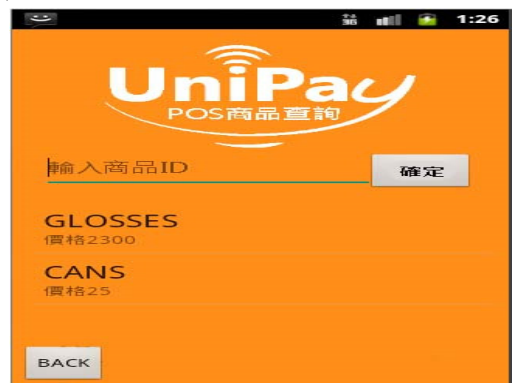 3G 1:26
UniPay
POS商品查詢
輸入商品ID 確定
GLOSSES
價格2300
CANS
價格25
BACK